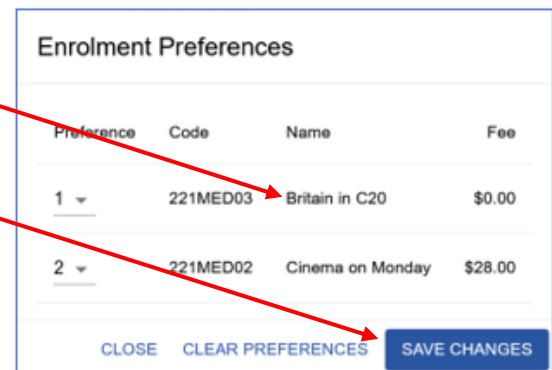 Enrolment Preferences
Preference Code Name Fee
1 221MED03 Britain in C20 $0.00
2 221MED02 Cinema on Monday $28.00
CLOSE CLEAR PREFERENCES SAVE CHANGES